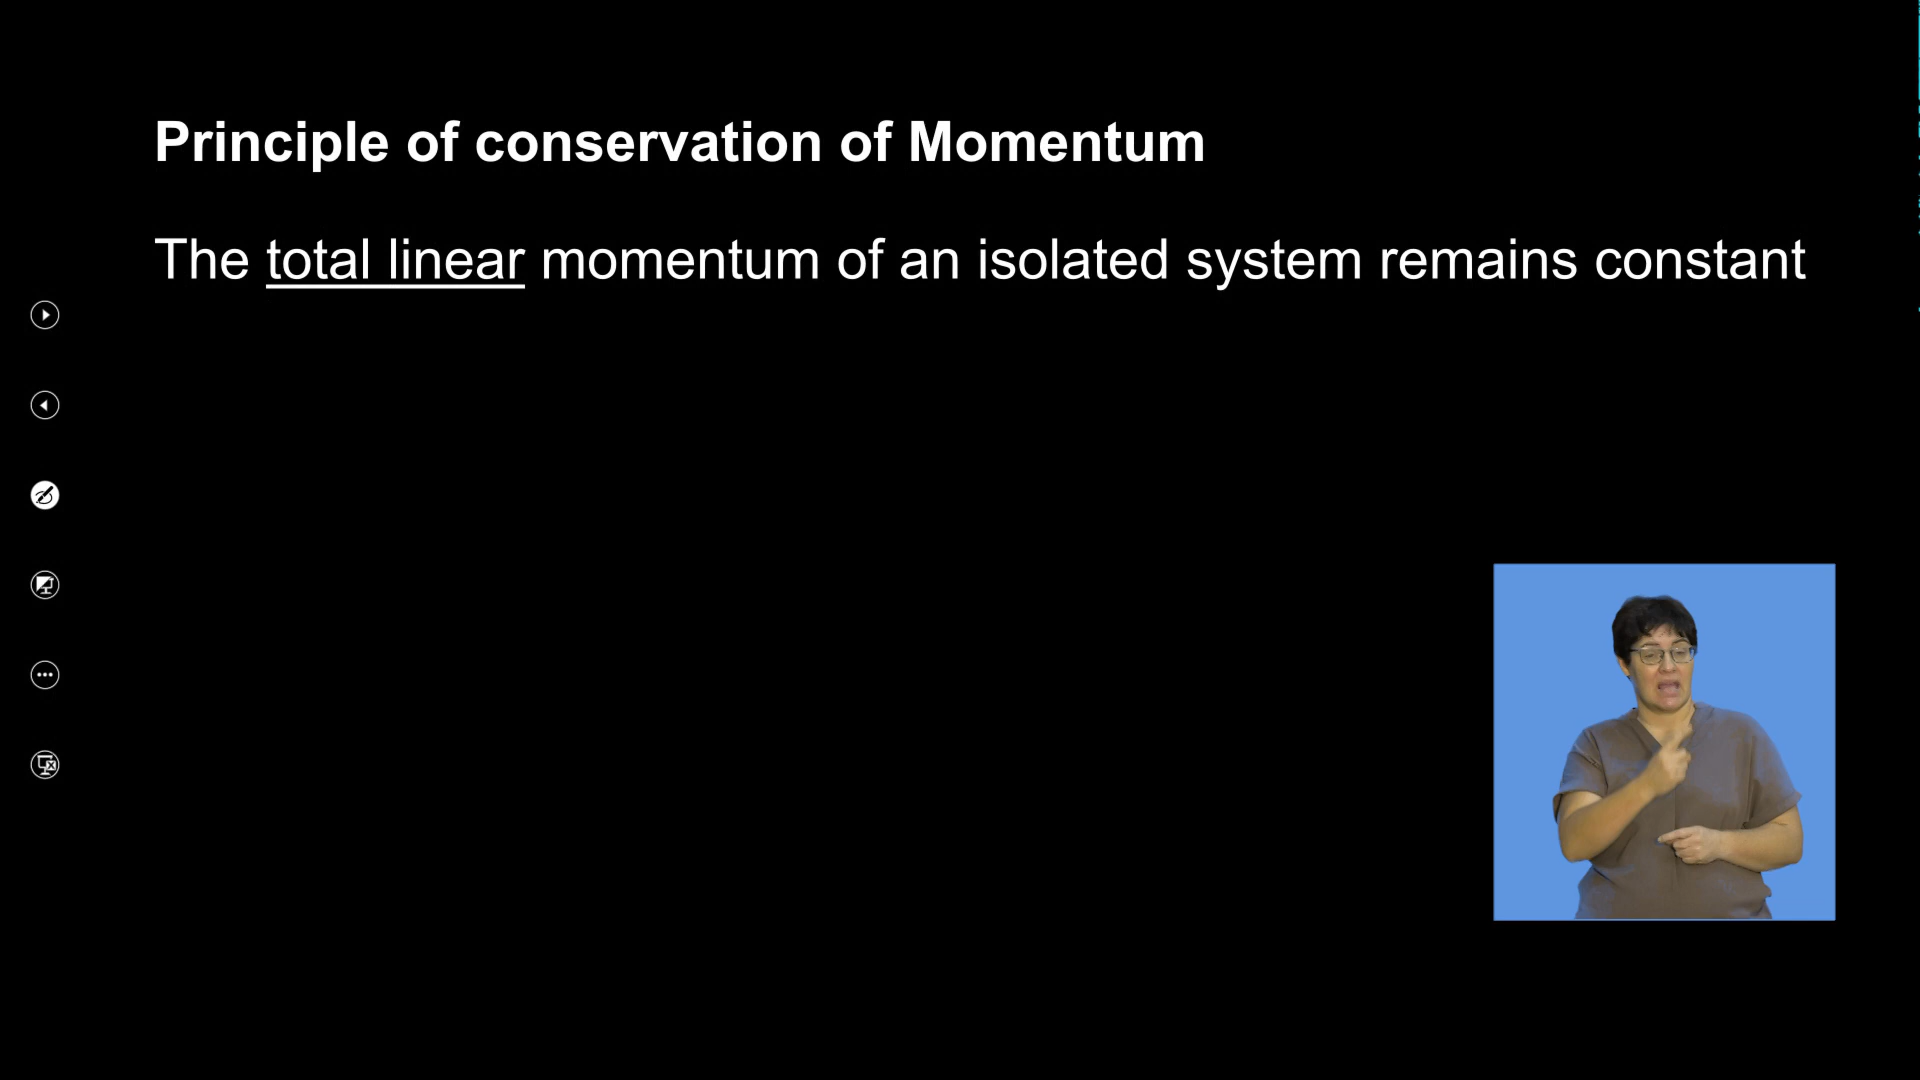 Principle of conservation of Momentum
The total linear momentum of an isolated system remains constant